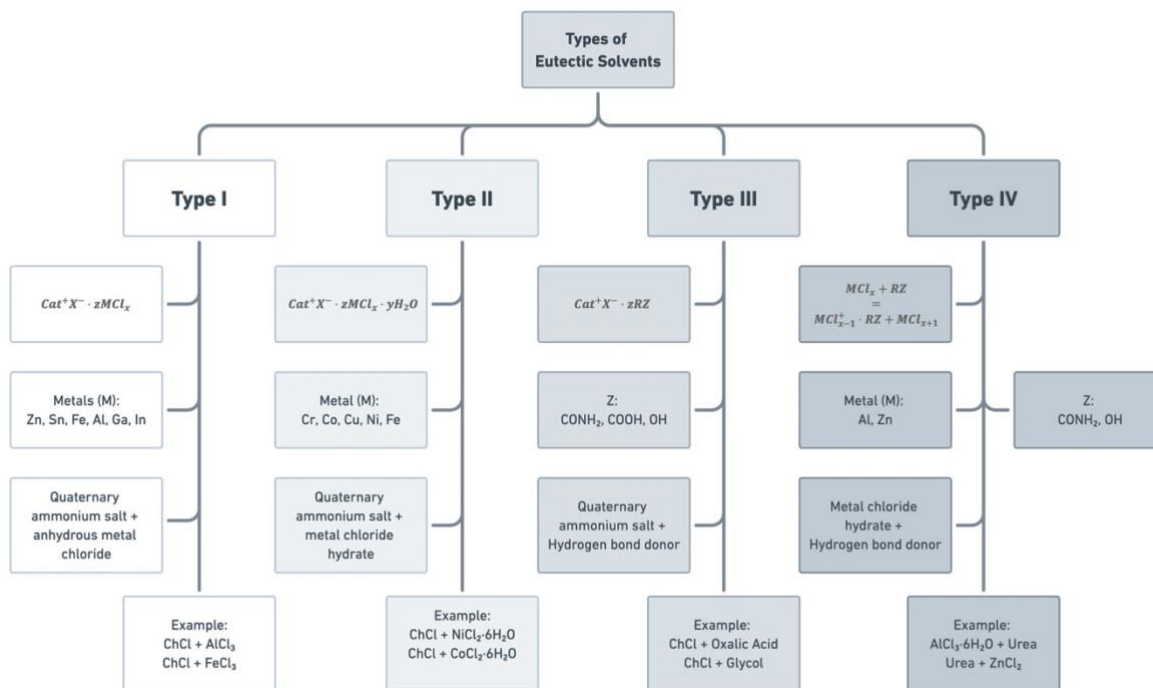 Types of
Eutectic Solvents
Type I
Type II
Type III
Type IV
Cat⁺X⁻ · zMClₓ
Cat⁺X⁻ · zMClₓ · yH₂O
Cat⁺X⁻ · zRZ
MClₓ + RZ
=
MCl⁺ₓ₋₁ · RZ + MClₓ₊₁
Metals (M):
Zn, Sn, Fe, Al, Ga, In
Metal (M):
Cr, Co, Cu, Ni, Fe
Z:
CONH₂, COOH, OH
Metal (M):
Al, Zn
Z:
CONH₂, OH
Quaternary
ammonium salt +
anhydrous metal
chloride
Quaternary
ammonium salt +
metal chloride
hydrate
Quaternary
ammonium salt +
Hydrogen bond donor
Metal chloride
hydrate +
Hydrogen bond donor
Example:
ChCl + AlCl₃
ChCl + FeCl₃
Example:
ChCl + NiCl₂·6H₂O
ChCl + CoCl₂·6H₂O
Example:
ChCl + Oxalic Acid
ChCl + Glycol
Example:
AlCl₃·6H₂O + Urea
Urea + ZnCl₂